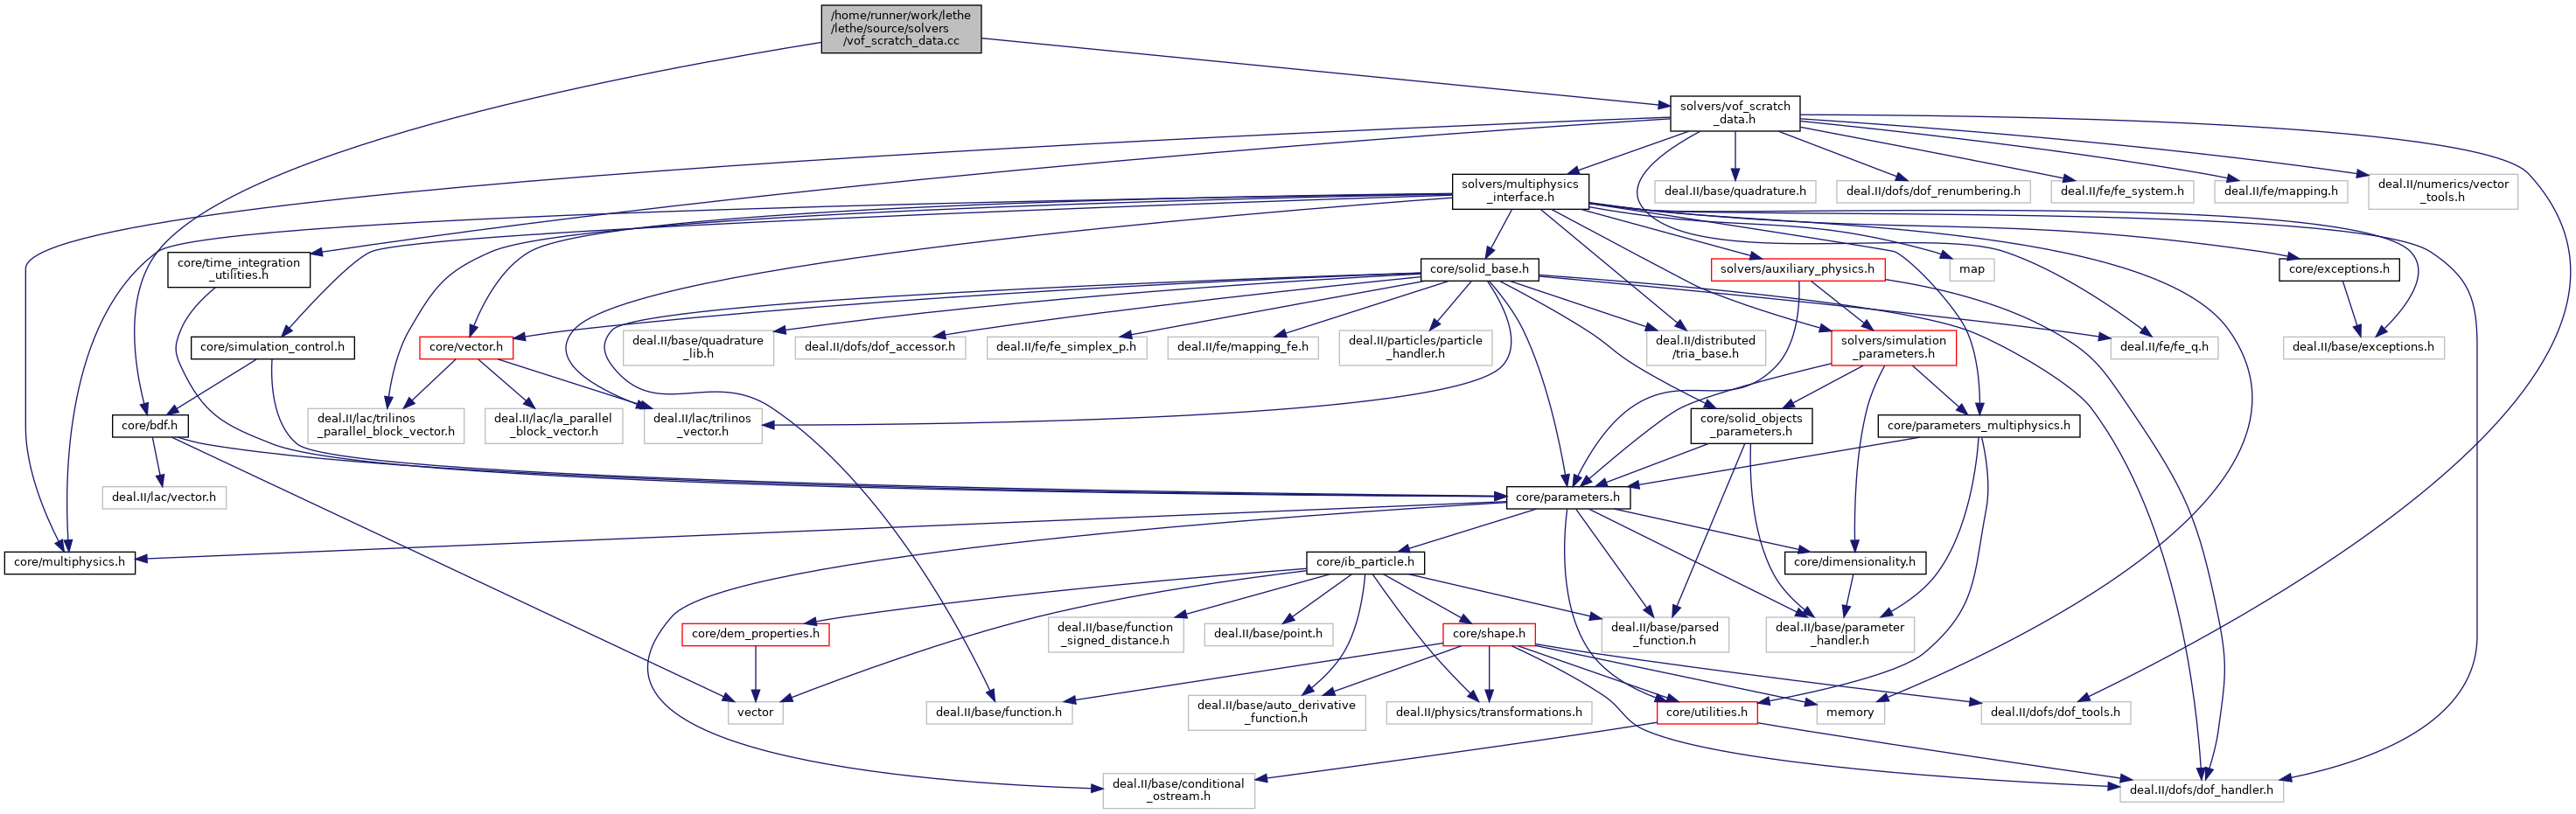 /home/runner/work/lethe
/lethe/source/solvers
/vof_scratch_data.cc
solvers/vof_scratch
_data.h
solvers/multiphysics
_interface.h
deal.II/base/quadrature.h
deal.II/dofs/dof_renumbering.h
deal.II/fe/fe_system.h
deal.II/fe/mapping.h
deal.II/numerics/vector
_tools.h
core/time_integration
_utilities.h
core/solid_base.h
solvers/auxiliary_physics.h
map
core/exceptions.h
core/simulation_control.h
core/vector.h
deal.II/base/quadrature
_lib.h
deal.II/dofs/dof_accessor.h
deal.II/fe/fe_simplex_p.h
deal.II/fe/mapping_fe.h
deal.II/particles/particle
_handler.h
deal.II/distributed
/tria_base.h
solvers/simulation
_parameters.h
deal.II/fe/fe_q.h
deal.II/base/exceptions.h
core/bdf.h
deal.II/lac/trilinos
_parallel_block_vector.h
deal.II/lac/la_parallel
_block_vector.h
deal.II/lac/trilinos
_vector.h
core/solid_objects
_parameters.h
core/parameters_multiphysics.h
deal.II/lac/vector.h
core/parameters.h
core/multiphysics.h
core/ib_particle.h
core/dimensionality.h
core/dem_properties.h
deal.II/base/function
_signed_distance.h
deal.II/base/point.h
core/shape.h
deal.II/base/parsed
_function.h
deal.II/base/parameter
_handler.h
vector
deal.II/base/function.h
deal.II/base/auto_derivative
_function.h
deal.II/physics/transformations.h
core/utilities.h
memory
deal.II/dofs/dof_tools.h
deal.II/base/conditional
_ostream.h
deal.II/dofs/dof_handler.h